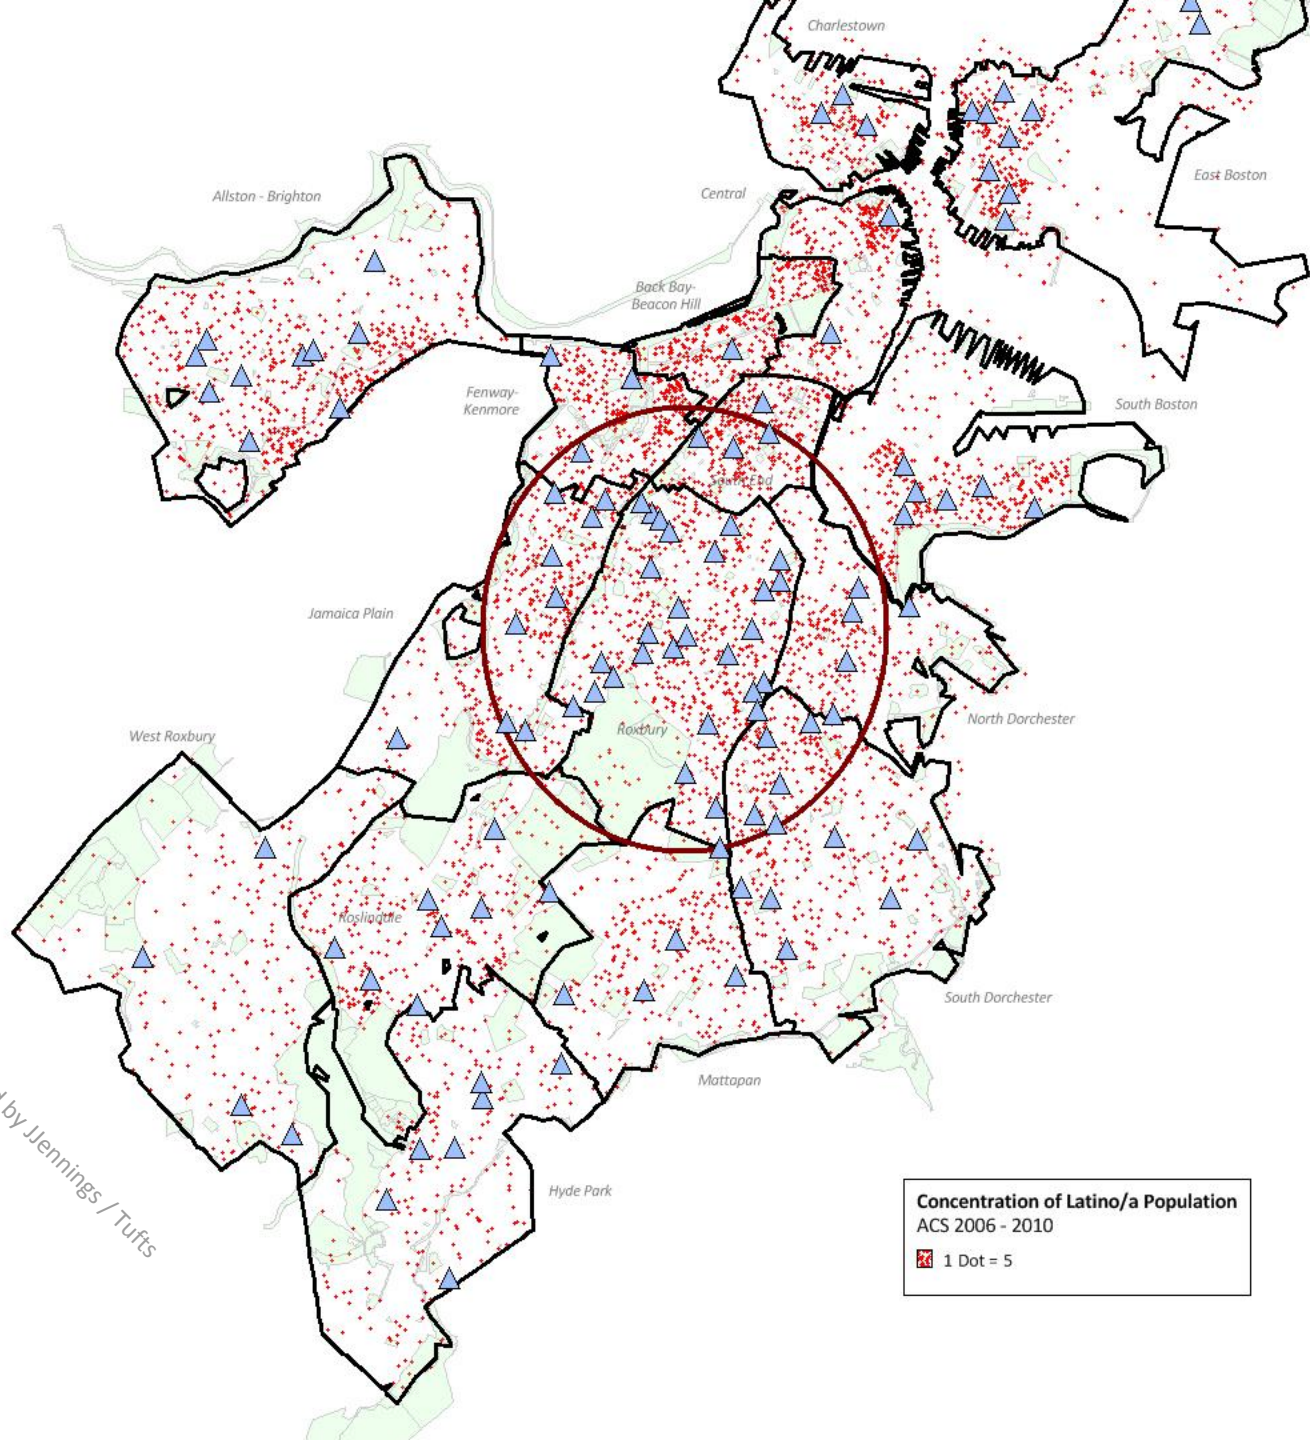 Charlestown
East Boston
Allston - Brighton
Central
Back Bay-
Beacon Hill
Fenway-
Kenmore
South Boston
South End
Jamaica Plain
North Dorchester
West Roxbury
Roxbury
Roslindale
South Dorchester
Mattapan
by JJennings / Tufts
Hyde Park
Concentration of Latino/a Population
ACS 2006 - 2010
1 Dot = 5